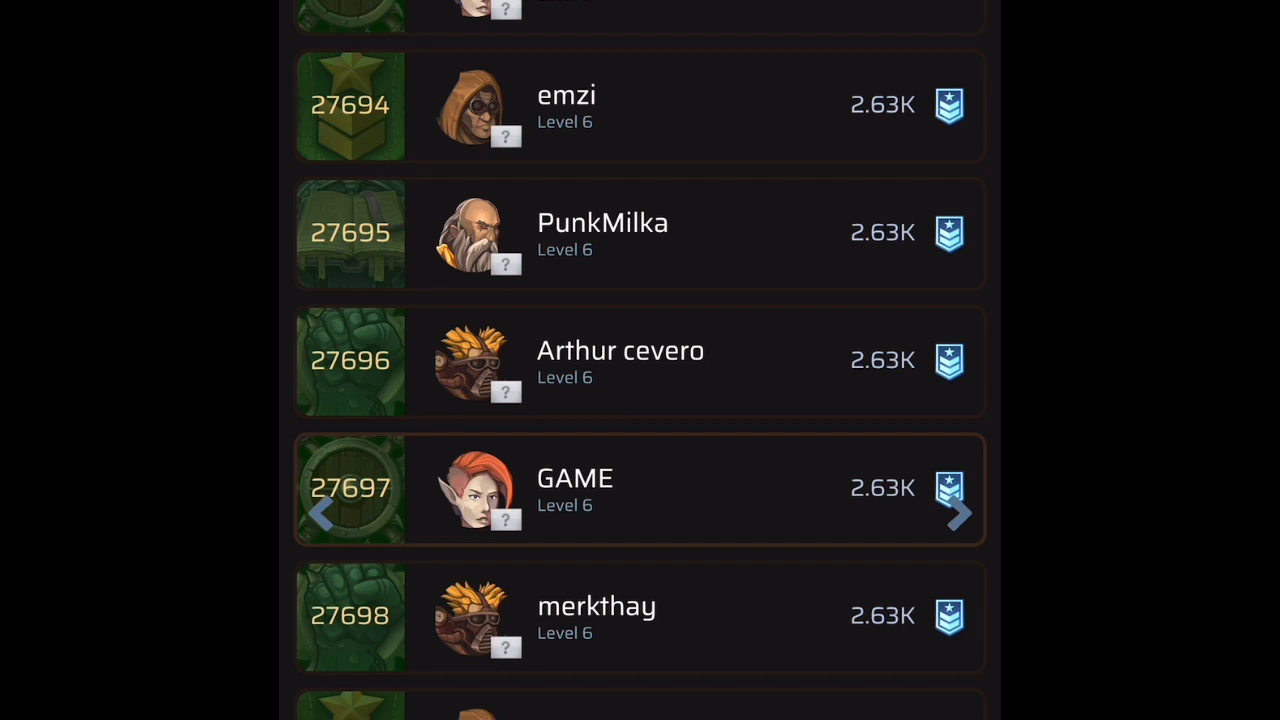 27694
emzi
Level 6
2.63K
?
27695
PunkMilka
Level 6
2.63K
?
27696
Arthur cevero
Level 6
2.63K
?
27697
GAME
Level 6
2.63K
?
27698
merkthay
Level 6
2.63K
?
?